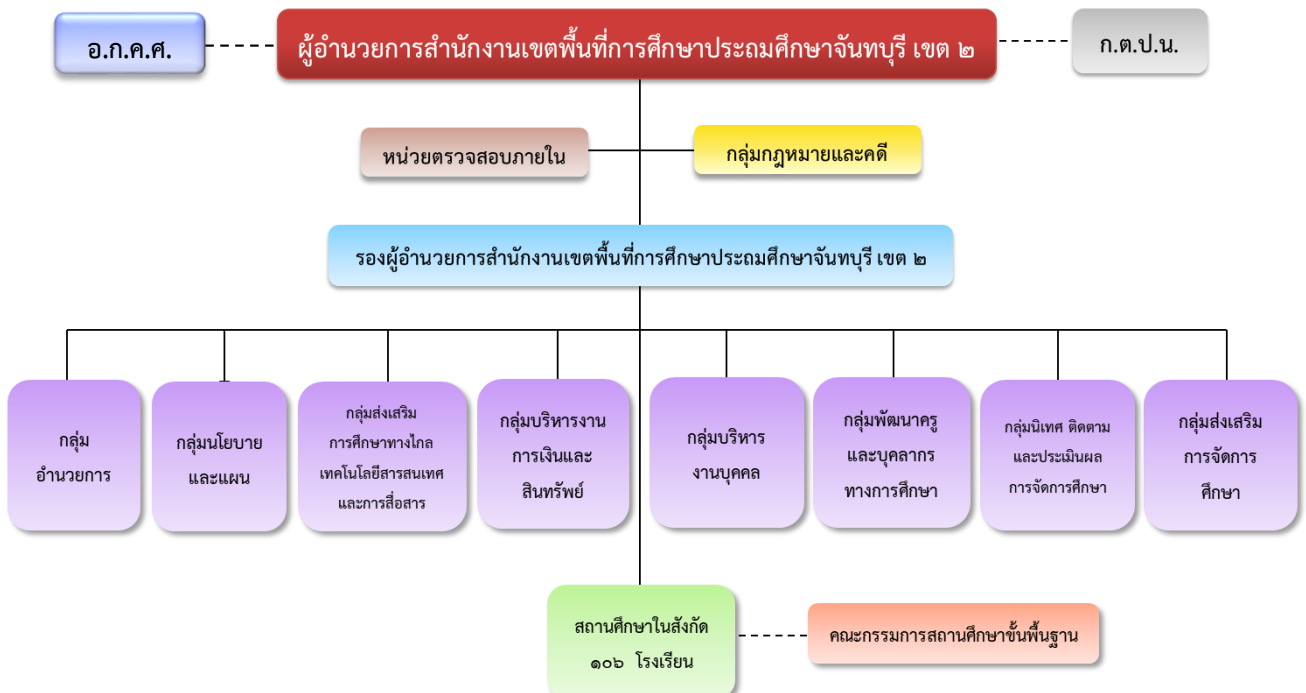 อ.ก.ค.ศ.
ผู้อำนวยการสำนักงานเขตพื้นที่การศึกษาประถมศึกษาจันทบุรี เขต ๒
ก.ต.ป.น.
หน่วยตรวจสอบภายใน
กลุ่มกฎหมายและคดี
รองผู้อำนวยการสำนักงานเขตพื้นที่การศึกษาประถมศึกษาจันทบุรี เขต ๒
กลุ่ม
อำนวยการ
กลุ่มนโยบาย
และแผน
กลุ่มส่งเสริม
การศึกษาทางไกล
เทคโนโลยีสารสนเทศ
และการสื่อสาร
กลุ่มบริหารงาน
การเงินและ
สินทรัพย์
กลุ่มบริหาร
งานบุคคล
กลุ่มพัฒนาครู
และบุคลากร
ทางการศึกษา
กลุ่มนิเทศ ติดตาม
และประเมินผล
การจัดการศึกษา
กลุ่มส่งเสริม
การจัดการ
ศึกษา
สถานศึกษาในสังกัด
๑๐๖ โรงเรียน
คณะกรรมการสถานศึกษาขั้นพื้นฐาน